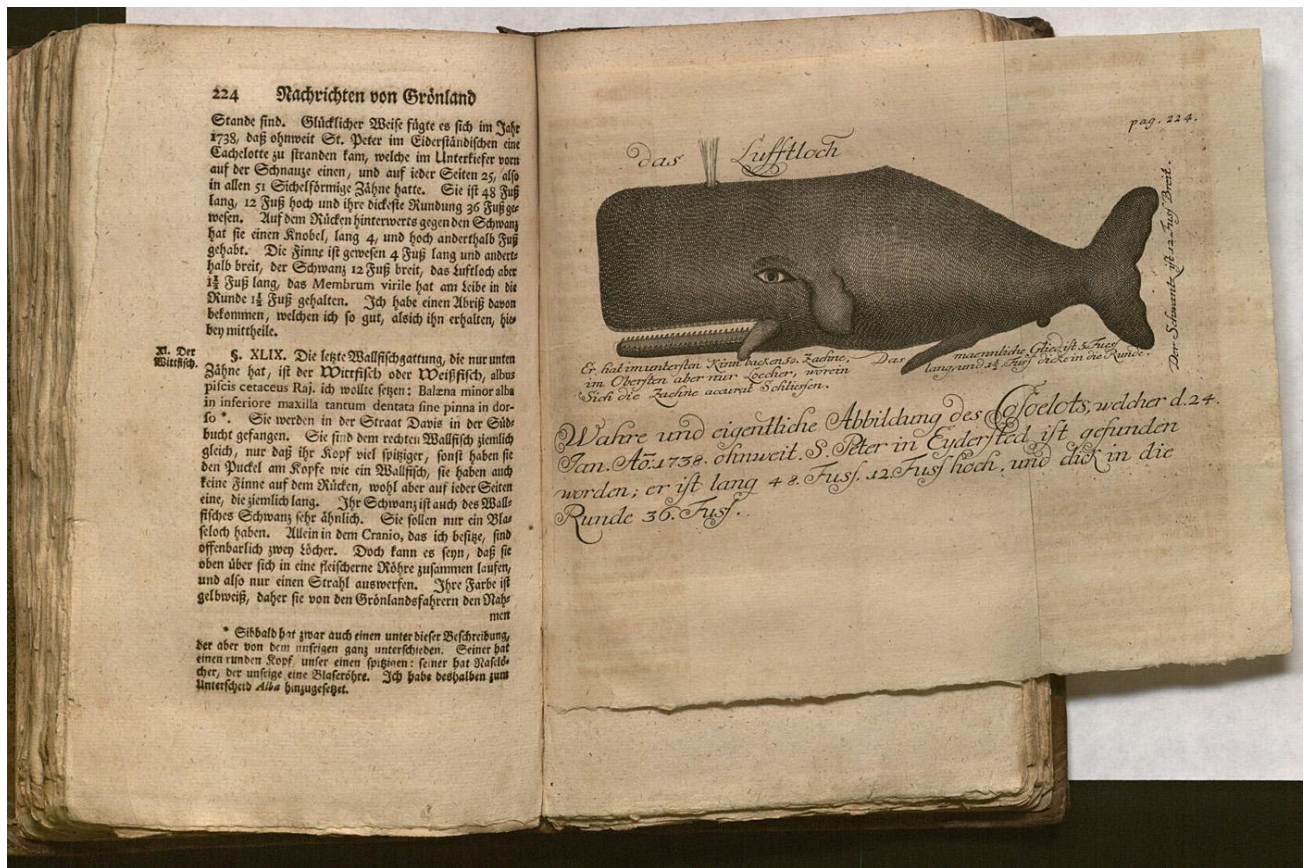 224 Nachrichten von Grönland
Stande sind. Glücklicher Weise fügte es sich im Jahr
1738, daß ohnweit St. Peter im Eiderständischen eine
Cachelotte zu stranden kam, welche im Unterkiefer vorn
auf der Schnauze einen, und auf ieder Seiten 25, also
in allen 51 Sichelförmige Zähne hatte. Sie ist 48 Fuß
lang, 12 Fuß hoch und ihre dickeste Rundung 36 Fuß ge-
wesen. Auf dem Rücken hinterwerts gegen den Schwanz
hat sie einen Knobel, lang 4, und hoch anderthalb Fuß
gehabt. Die Finne ist gewesen 4 Fuß lang und andert-
halb breit, der Schwanz 12 Fuß breit, das Luftloch aber
1½ Fuß lang, das Membrum virile hat am Leibe in die
Runde 1½ Fuß gehalten. Ich habe einen Abriß davon
bekommen, welchen ich so gut, als ich ihn erhalten, hie-
bey mittheile.
XI. Der
Wittfisch.
§. XLIX. Die letzte Wallfischgattung, die nur unten
Zähne hat, ist der Wittfisch oder Weißfisch, albus
piscis cetaceus Raj. ich wollte setzen: Balæna minor alba
in inferiore maxilla tantum dentata sine pinna in dor-
so *. Sie werden in der Straat Davis in der Süd-
bucht gefangen. Sie sind dem rechten Wallfisch ziemlich
gleich, nur daß ihr Kopf viel spitziger, sonst haben sie
den Puckel am Kopfe wie ein Wallfisch, sie haben auch
keine Finne auf dem Rücken, wohl aber auf ieder Seiten
eine, die ziemlich lang. Ihr Schwanz ist auch des Wall-
fisches Schwanz sehr ähnlich. Sie sollen nur ein Bla-
seloch haben. Allein in dem Cranio, das ich besitze, sind
offenbarlich zwey Löcher. Doch kann es seyn, daß sie
oben über sich in eine fleischerne Röhre zusammen laufen,
und also nur einen Strahl auswerfen. Ihre Farbe ist
gelbweiß, daher sie von den Grönlandsfahrern den Nah-
men
* Sibbald hat zwar auch einen unter dieser Beschreibung,
der aber von dem unsrigen ganz unterschieden. Seiner hat
einen runden Kopf, unser einen spitzigen: seiner hat Naselö-
cher, der unsrige eine Blaseröhre. Ich habe deshalben zum
Unterscheid Alba hinzugesetzet.
pag. 224.
das Lufftloch
Der Schwantz ist 12. Fuss Breit.
Er hat im untersten Kinnbacken 50. Zaehne,
im Obersten aber nur Loecher, worein
Sich die Zaehne accurat Schliessen.
Das maennliche Glied ist 5. Fuss
lang, und 1½ Fuss dicke in die Runde.
Wahre und eigentliche Abbildung des Cosoelots, welcher d. 24.
Jan. Aō. 1738. ohnweit. S. Peter in Eydersted ist gefunden
worden; er ist lang 48. Fuss. 12. Fuss hoch, und dick in die
Runde 36. Fuss.